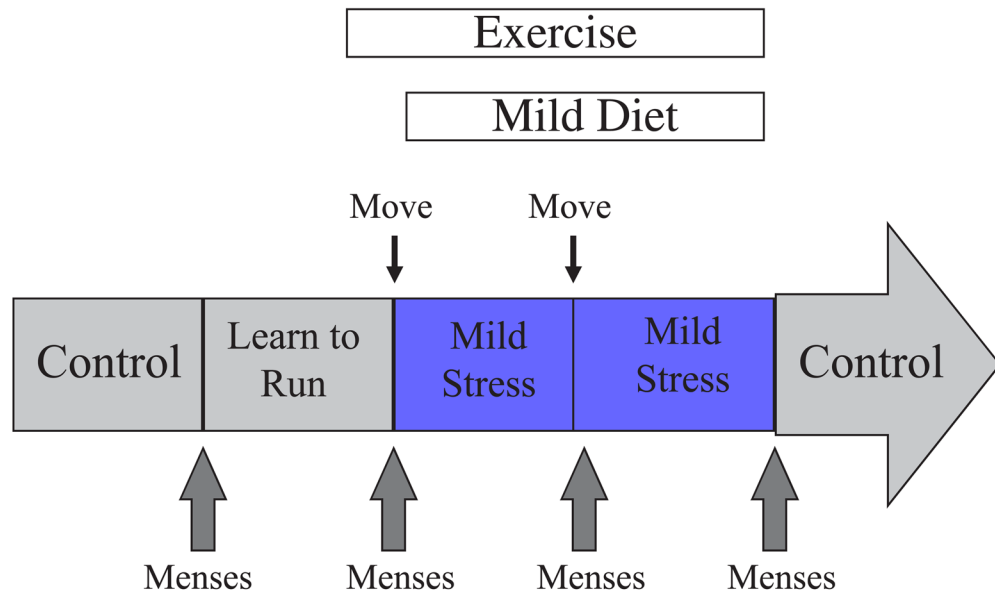 Exercise
Mild Diet
Move
Move
Control
Learn to
Run
Mild
Stress
Mild
Stress
Control
Menses
Menses
Menses
Menses